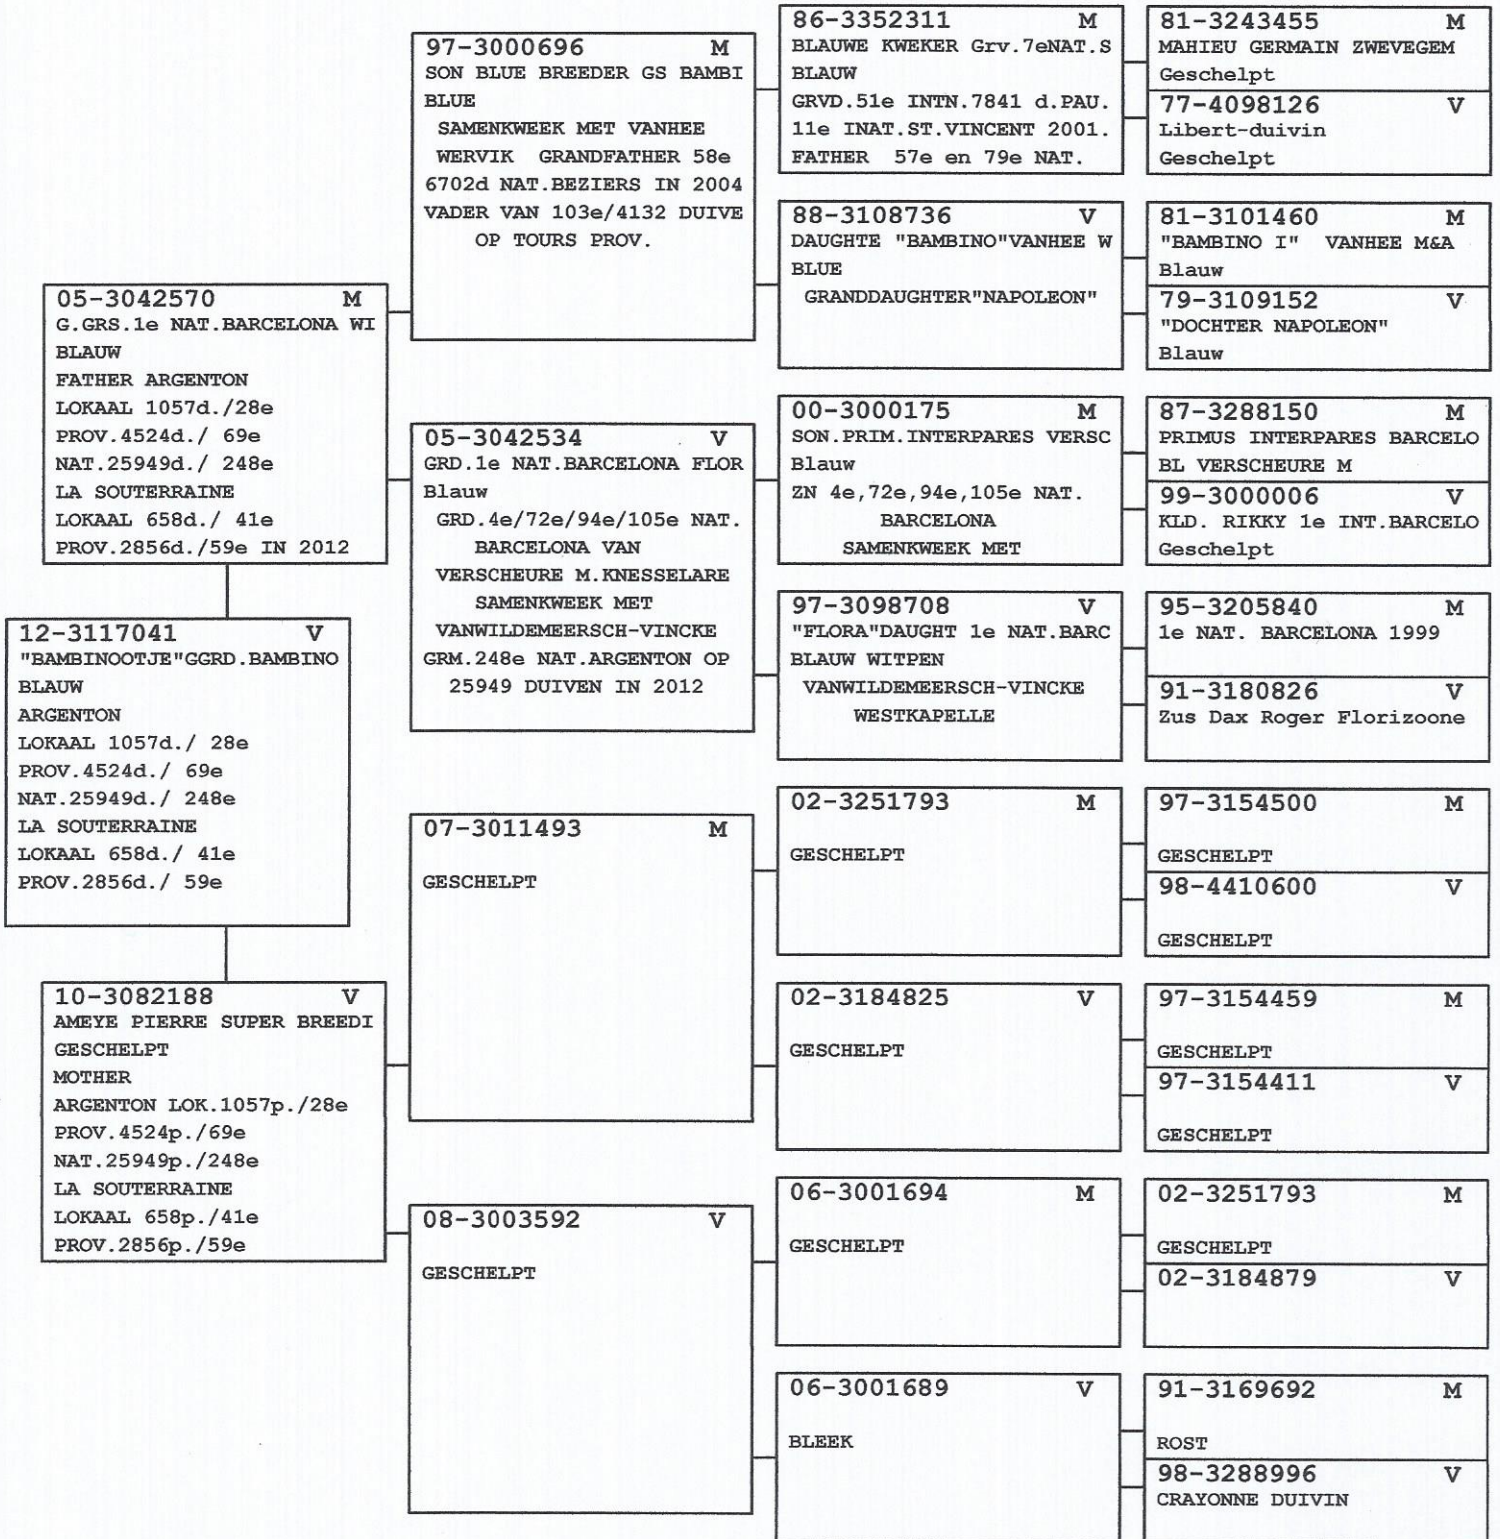 12-3117041 V
"BAMBINOOTJE"GGRD.BAMBINO
BLAUW
ARGENTON
LOKAAL 1057d./ 28e
PROV.4524d./ 69e
NAT.25949d./ 248e
LA SOUTERRAINE
LOKAAL 658d./ 41e
PROV.2856d./ 59e
05-3042570 M
G.GRS.1e NAT.BARCELONA WI
BLAUW
FATHER ARGENTON
LOKAAL 1057d./28e
PROV.4524d./ 69e
NAT.25949d./ 248e
LA SOUTERRAINE
LOKAAL 658d./ 41e
PROV.2856d./59e IN 2012
10-3082188 V
AMEYE PIERRE SUPER BREEDI
GESCHELPT
MOTHER
ARGENTON LOK.1057p./28e
PROV.4524p./69e
NAT.25949p./248e
LA SOUTERRAINE
LOKAAL 658p./41e
PROV.2856p./59e
97-3000696 M
SON BLUE BREEDER GS BAMBI
BLUE
SAMENKWEEK MET VANHEE
WERVIK GRANDFATHER 58e
6702d NAT.BEZIERS IN 2004
VADER VAN 103e/4132 DUIVE
OP TOURS PROV.
05-3042534 V
GRD.1e NAT.BARCELONA FLOR
Blauw
GRD.4e/72e/94e/105e NAT.
BARCELONA VAN
VERSCHEURE M.KNESSELARE
SAMENKWEEK MET
VANWILDEMEERSCH-VINCKE
GRM.248e NAT.ARGENTON OP
25949 DUIVEN IN 2012
07-3011493 M
GESCHELPT
08-3003592 V
GESCHELPT
86-3352311 M
BLAUWE KWEKER Grv.7eNAT.S
BLAUW
GRVD.51e INTN.7841 d.PAU.
11e INAT.ST.VINCENT 2001.
FATHER 57e en 79e NAT.
88-3108736 V
DAUGHTE "BAMBINO"VANHEE W
BLUE
GRANDDAUGHTER"NAPOLEON"
00-3000175 M
SON.PRIM.INTERPARES VERSC
Blauw
ZN 4e,72e,94e,105e NAT.
BARCELONA
SAMENKWEEK MET
97-3098708 V
"FLORA"DAUGHT 1e NAT.BARC
BLAUW WITPEN
VANWILDEMEERSCH-VINCKE
WESTKAPELLE
02-3251793 M
GESCHELPT
02-3184825 V
GESCHELPT
06-3001694 M
GESCHELPT
06-3001689 V
BLEEK
81-3243455 M
MAHIEU GERMAIN ZWEVEGEM
Geschelpt
77-4098126 V
Libert-duivin
Geschelpt
81-3101460 M
"BAMBINO I" VANHEE M&A
Blauw
79-3109152 V
"DOCHTER NAPOLEON"
Blauw
87-3288150 M
PRIMUS INTERPARES BARCELO
BL VERSCHEURE M
99-3000006 V
KLD. RIKKY 1e INT.BARCELO
Geschelpt
95-3205840 M
1e NAT. BARCELONA 1999
91-3180826 V
Zus Dax Roger Florizoone
97-3154500 M
GESCHELPT
98-4410600 V
GESCHELPT
97-3154459 M
GESCHELPT
97-3154411 V
GESCHELPT
02-3251793 M
GESCHELPT
02-3184879 V
91-3169692 M
ROST
98-3288996 V
CRAYONNE DUIVIN